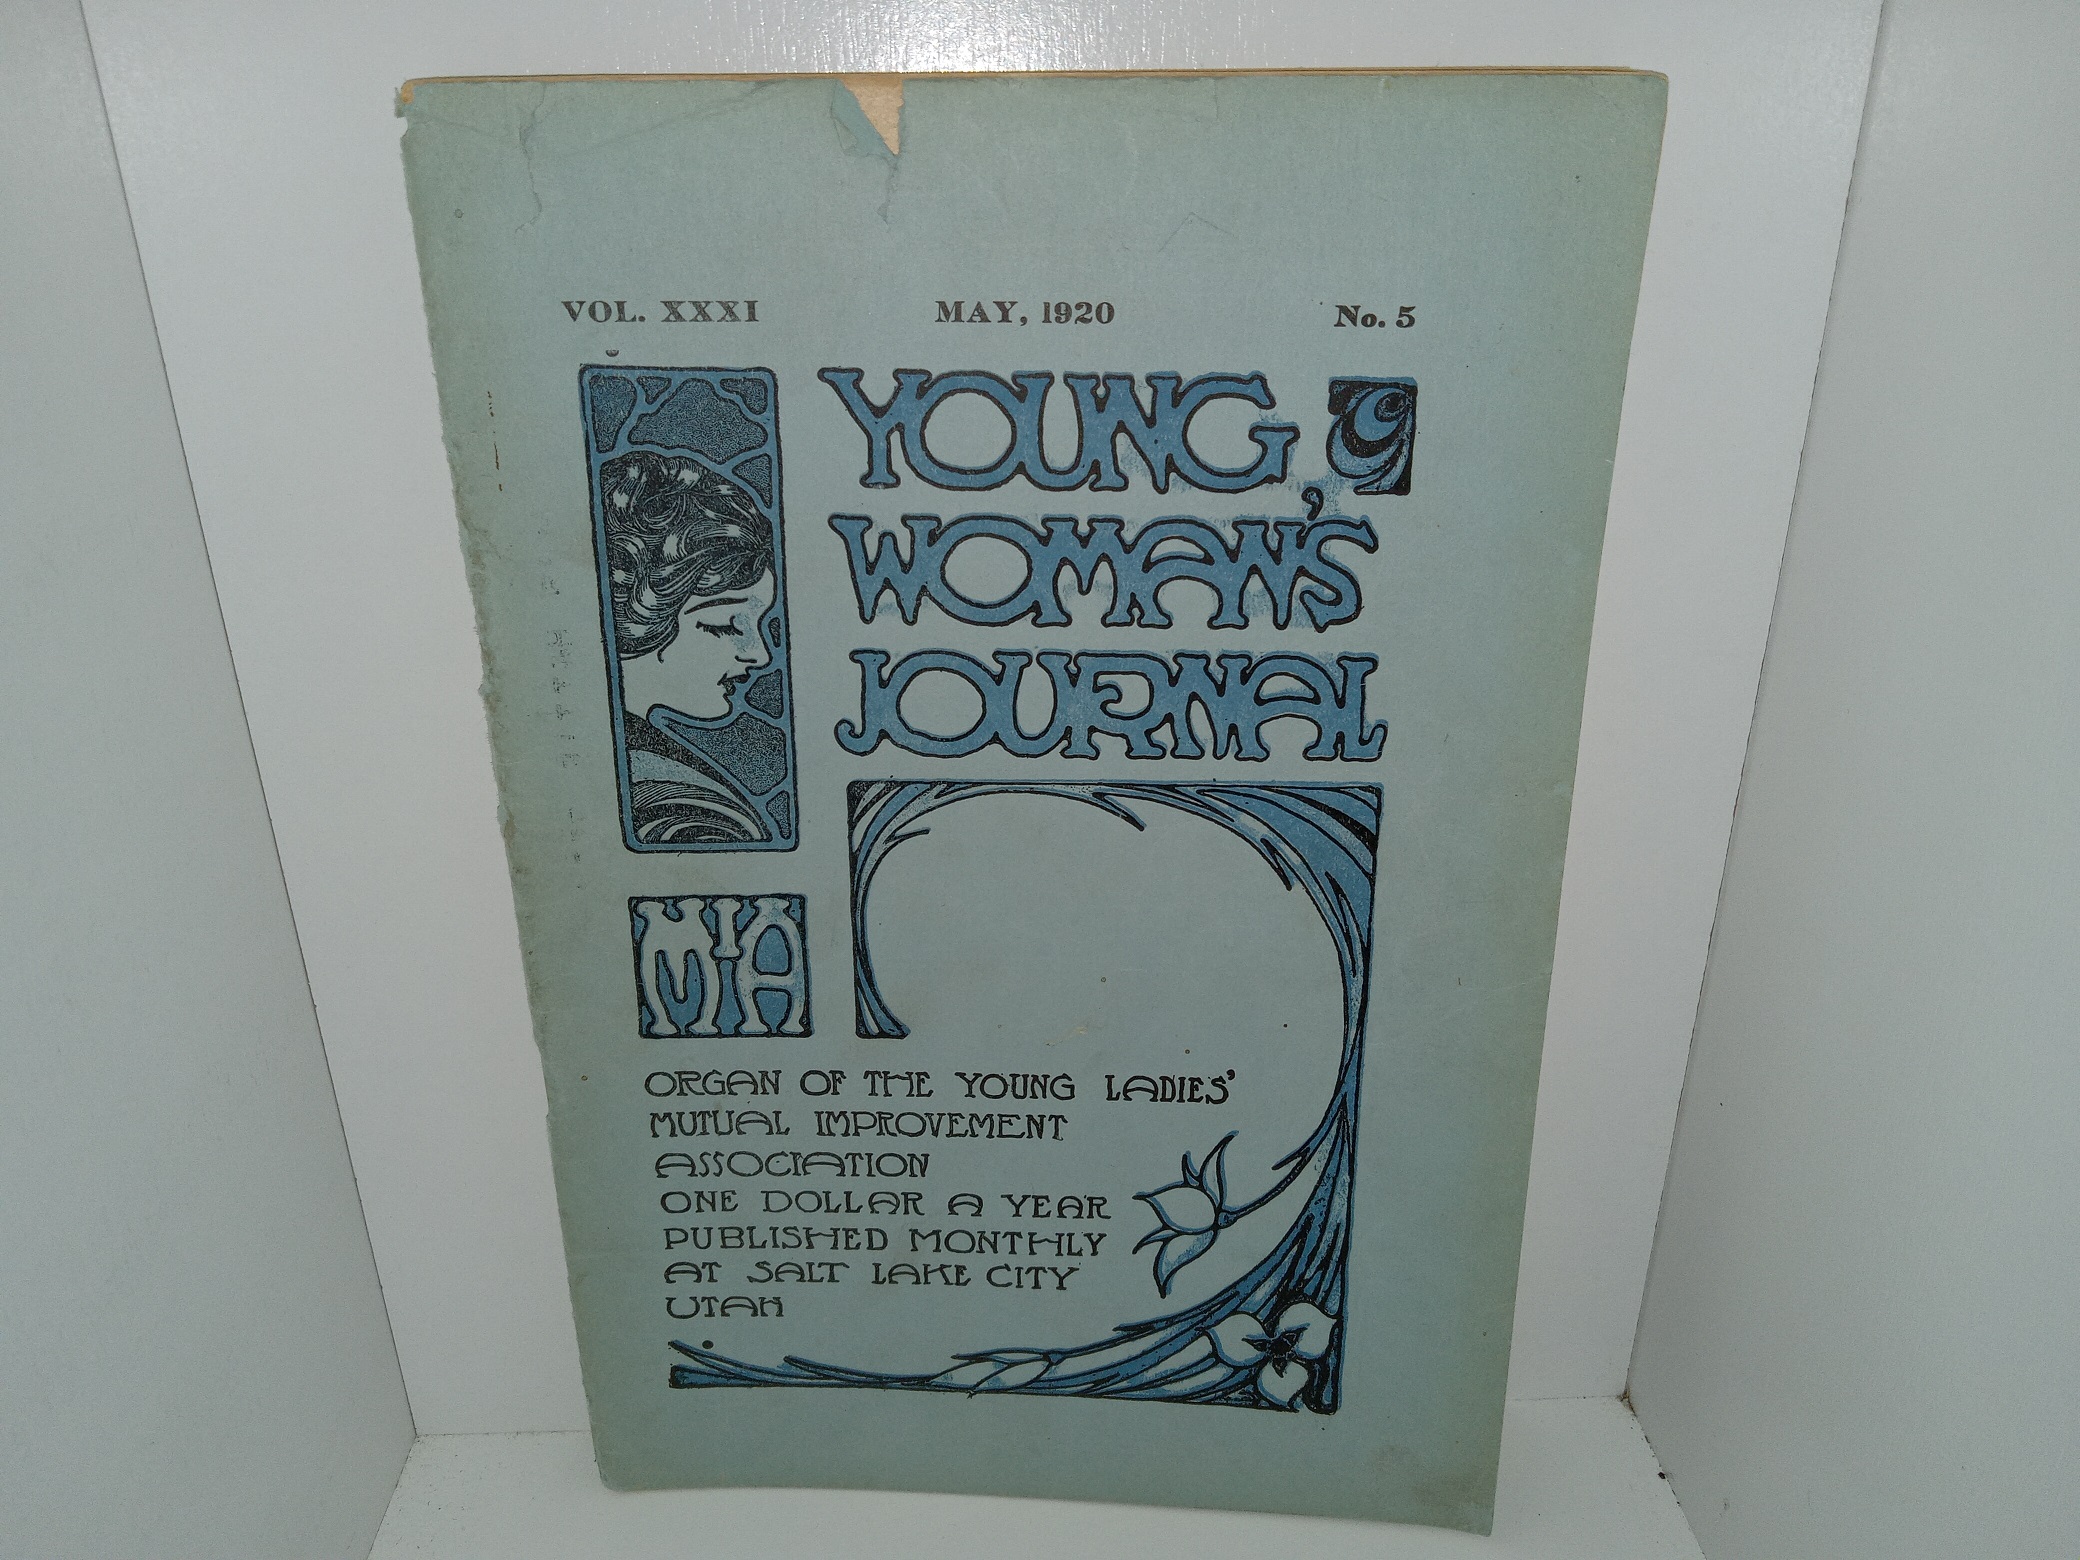 VOL. XXXI MAY, 1920 No. 5
YOUNG
WOMAN'S
JOURNAL
MIA
ORGAN OF THE YOUNG LADIES'
MUTUAL IMPROVEMENT
ASSOCIATION
ONE DOLLAR A YEAR
PUBLISHED MONTHLY
AT SALT LAKE CITY
UTAH